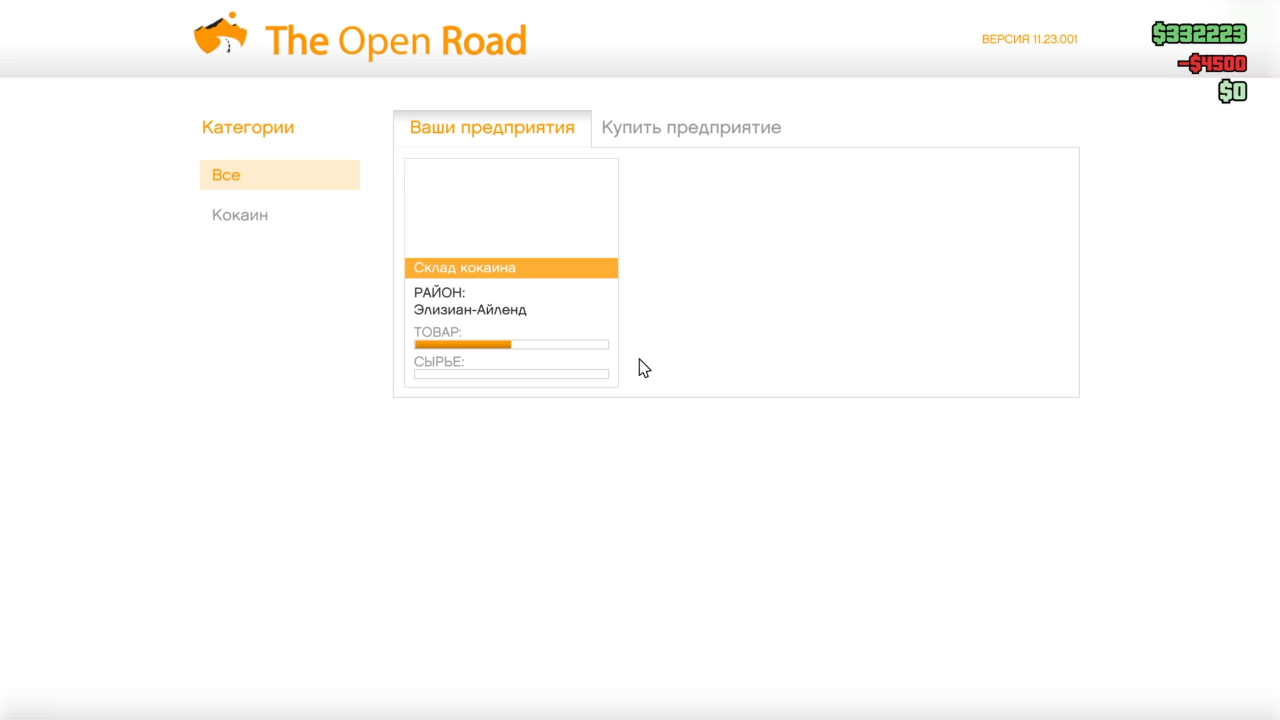 The Open Road
ВЕРСИЯ 11.23.001
$332223
-$4500
$0
Категории
Все
Кокаин
Ваши предприятия
Купить предприятие
Склад кокаина
РАЙОН:
Элизиан-Айленд
ТОВАР:
СЫРЬЕ: